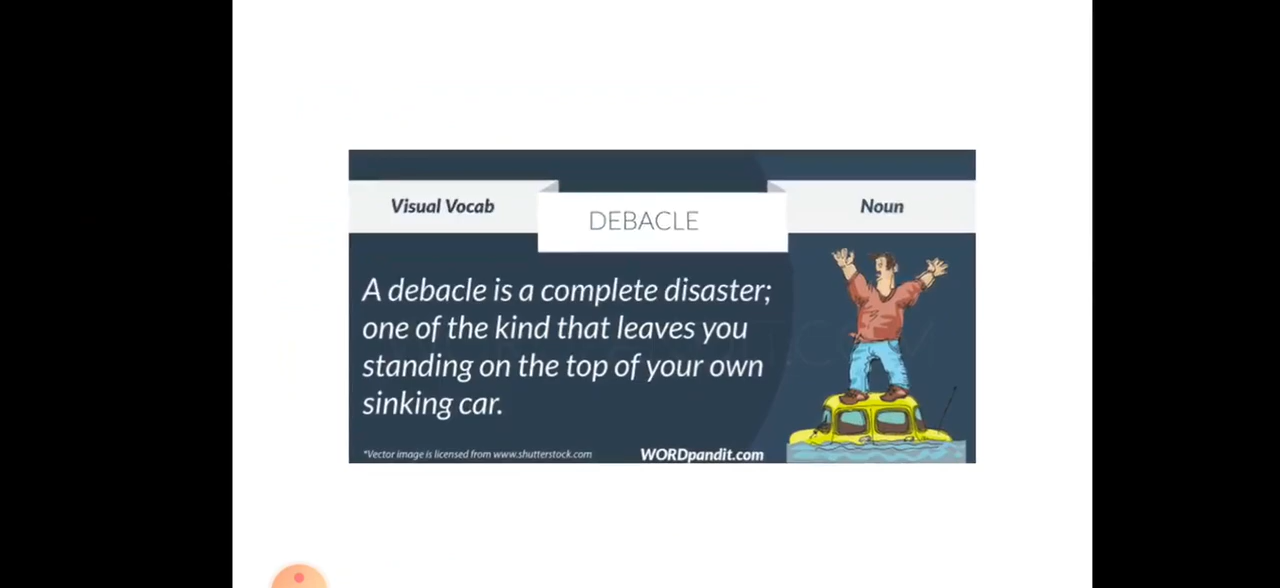 Visual Vocab
DEBACLE
Noun
A debacle is a complete disaster;
one of the kind that leaves you
standing on the top of your own
sinking car.
*Vector image is licensed from www.shutterstock.com
WORDpandit.com